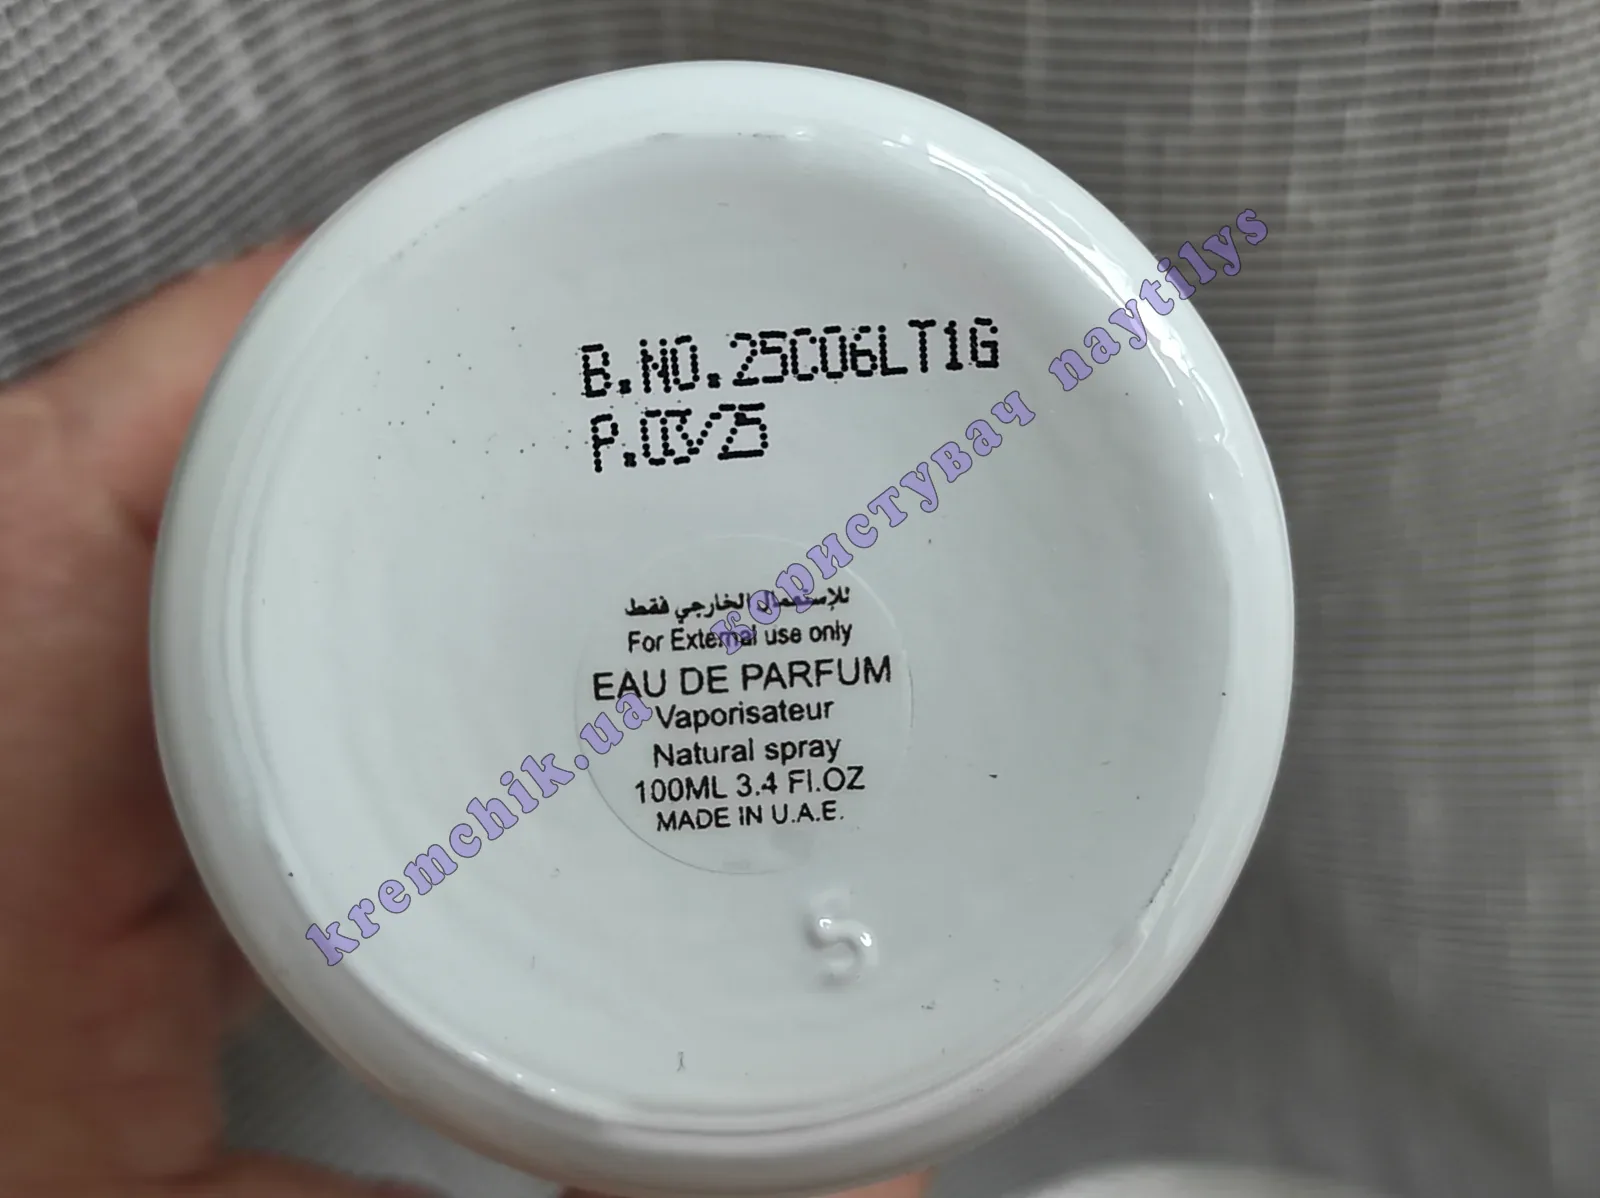 B.NO.25C06LT1G
P.03/25
للإستعمال الخارجي فقط
For External use only
EAU DE PARFUM
Vaporisateur
Natural spray
100ML 3.4 Fl.OZ
MADE IN U.A.E.
S
kremchik.ua користувач naytilys